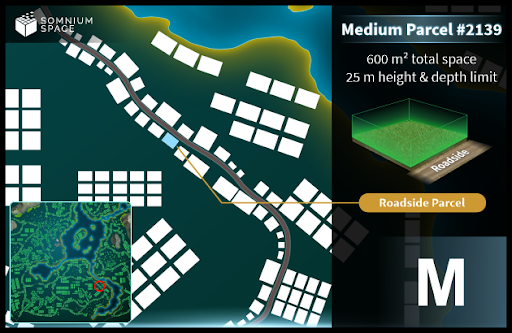 SOMNIUM
SPACE
Medium Parcel #2139
600 m² total space
25 m height & depth limit
Roadside
Roadside Parcel
M